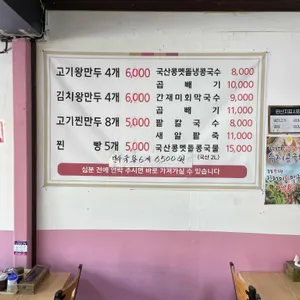 고기왕만두 4개 6,000
김치왕만두 4개 6,000
고기찐만두 8개 5,000
찐 빵 5개 5,000
국산콩멧돌냉콩국수 8,000
곱 빼 기 10,000
간재미회막국수 9,000
곱 빼 기 11,000
팥 칼 국 수 8,000
새 알 팥 죽 11,000
국산콩멧돌콩국물 15,000
(국산 2L)
6개 6500원
십분 전에 연락 주시면 바로 가져가실 수 있습니다